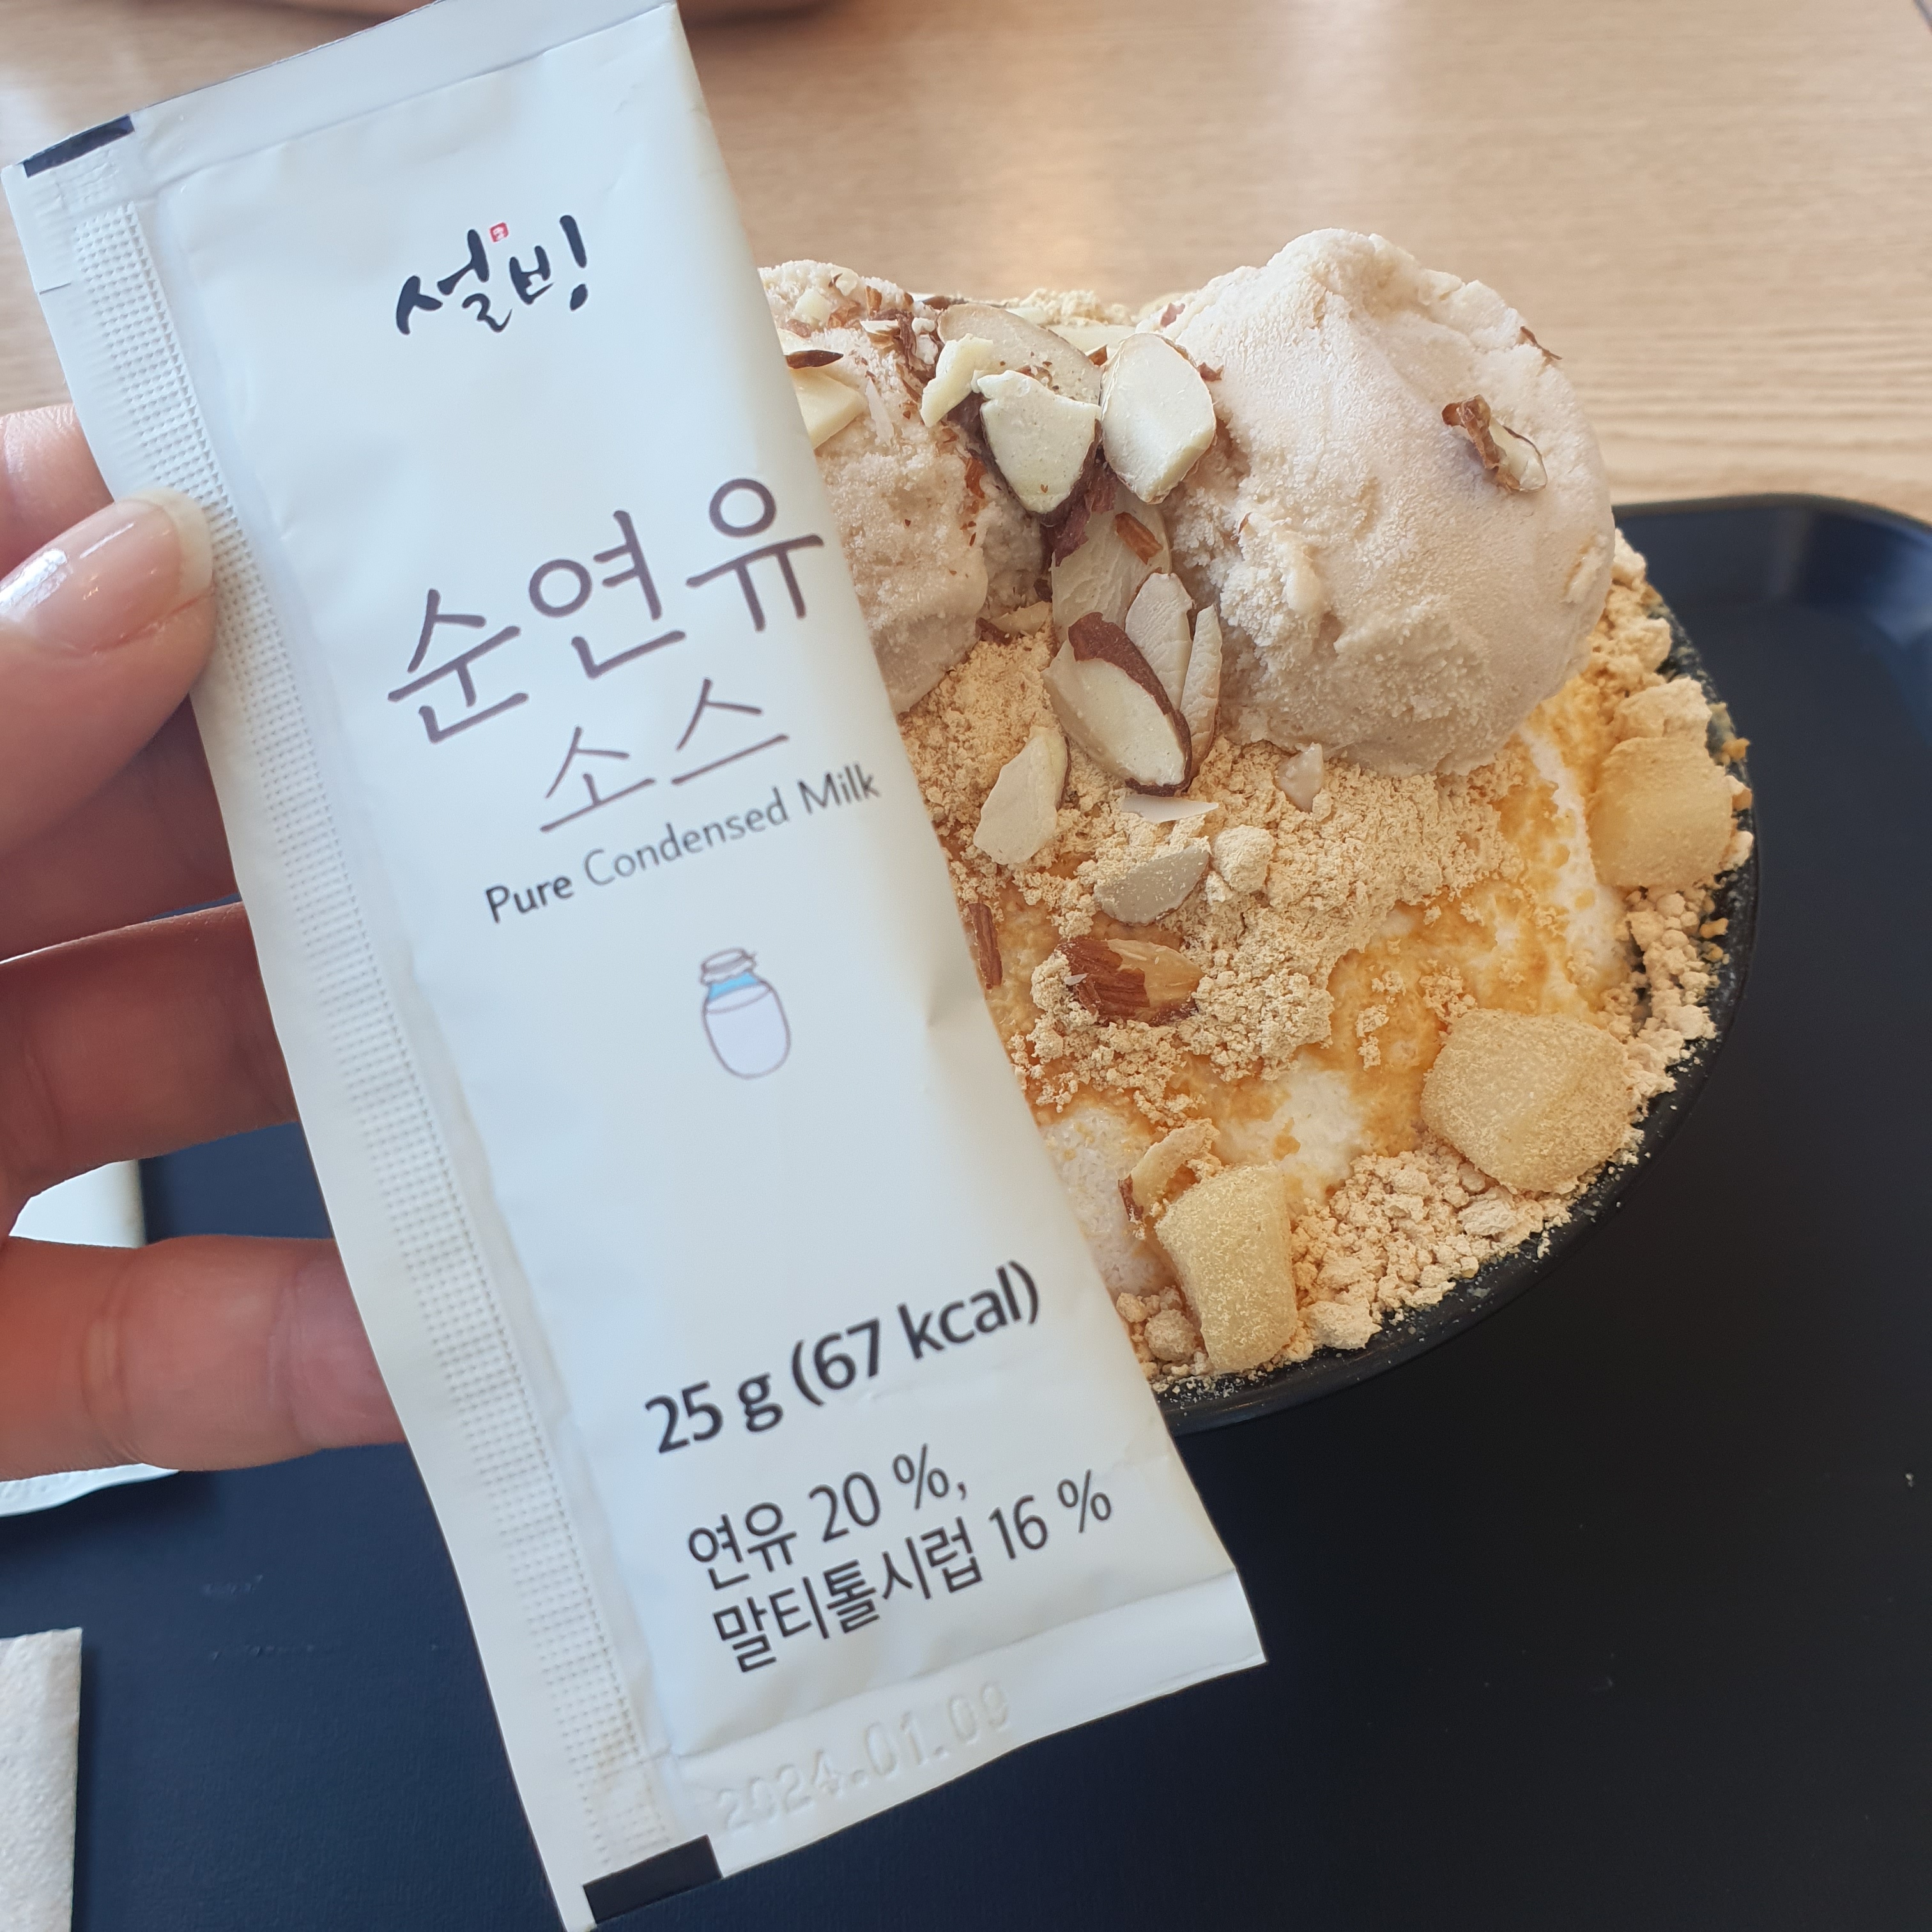 설빙
순연유
소스
Pure Condensed Milk
25 g (67 kcal)
연유 20 %,
말티톨시럽 16 %
2024.01.09